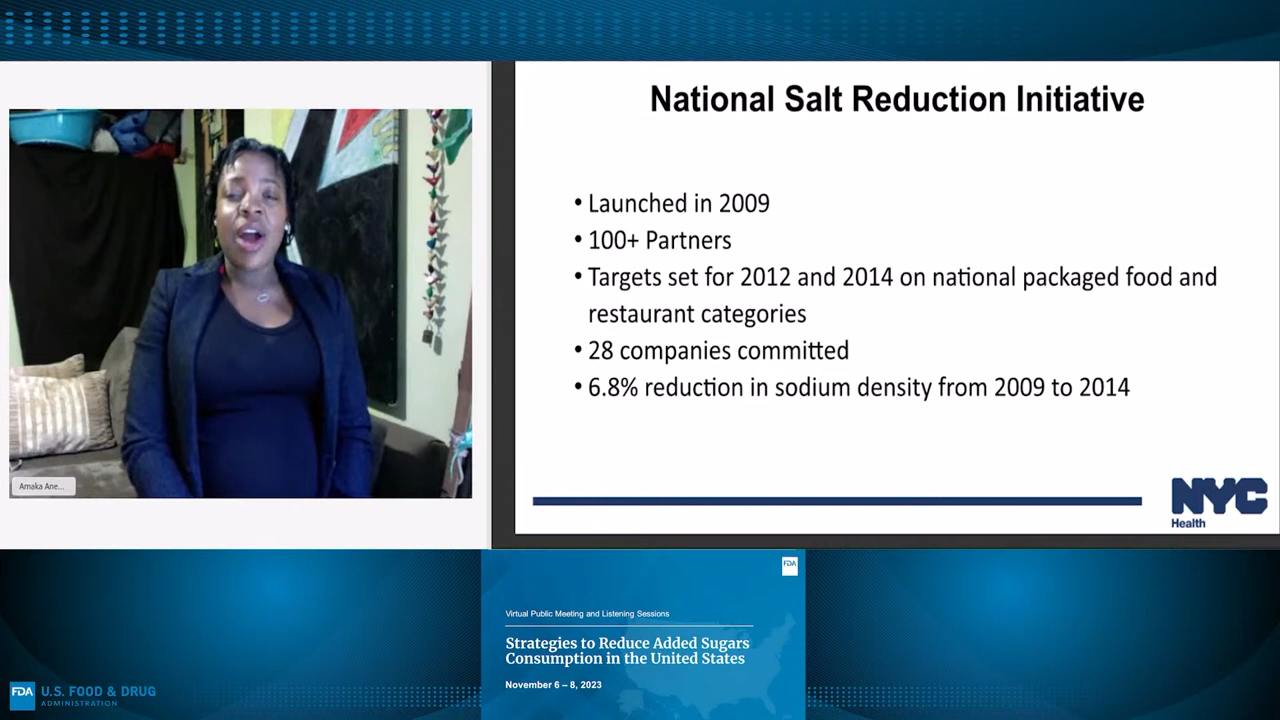 National Salt Reduction Initiative
• Launched in 2009
• 100+ Partners
• Targets set for 2012 and 2014 on national packaged food and
restaurant categories
• 28 companies committed
• 6.8% reduction in sodium density from 2009 to 2014
NYC
Health
Amaka Ane...
FDA
Virtual Public Meeting and Listening Sessions
Strategies to Reduce Added Sugars
Consumption in the United States
November 6 – 8, 2023
FDA U.S. FOOD & DRUG
ADMINISTRATION